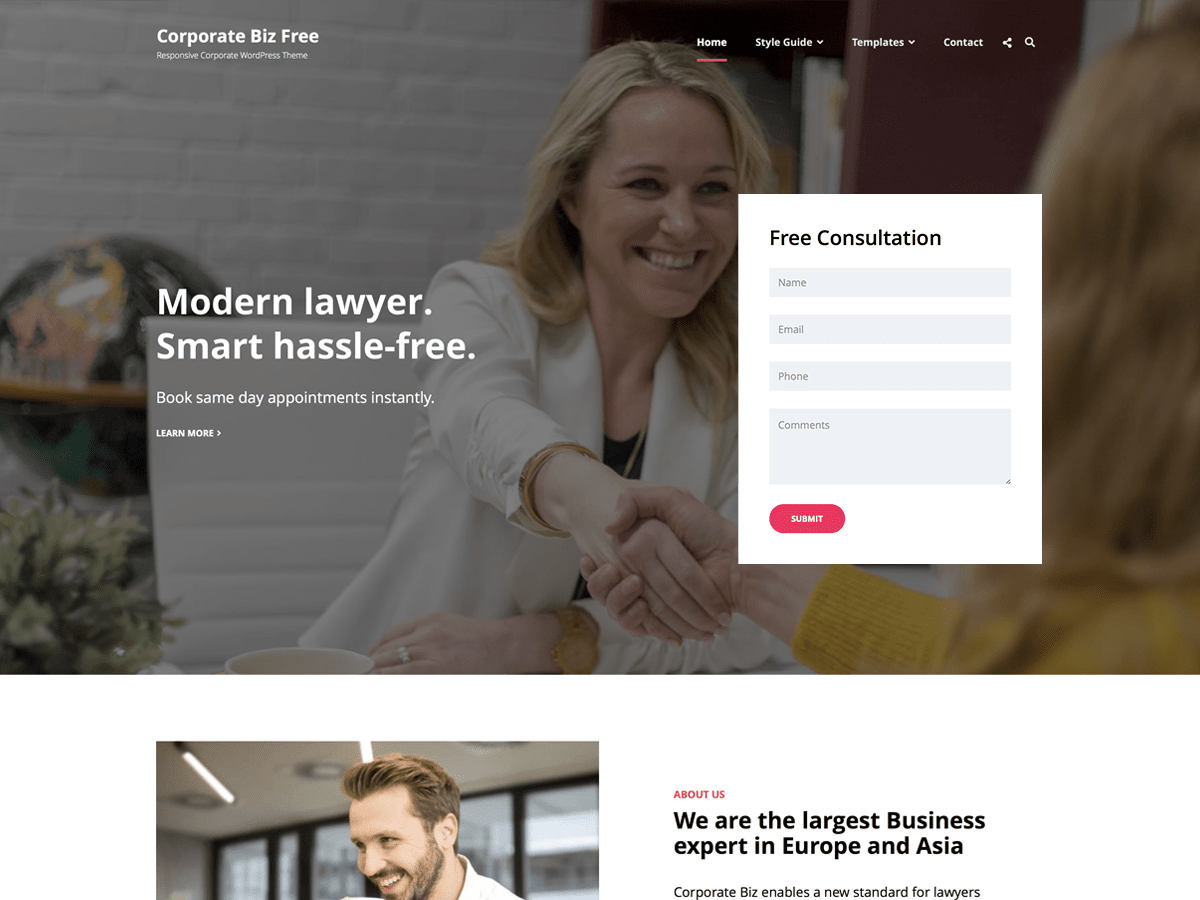 Corporate Biz Free
Responsive Corporate WordPress Theme
Home
Style Guide
Templates
Contact
Modern lawyer.
Smart hassle-free.
Book same day appointments instantly.
LEARN MORE
Free Consultation
Name
Email
Phone
Comments
SUBMIT
ABOUT US
We are the largest Business
expert in Europe and Asia
Corporate Biz enables a new standard for lawyers